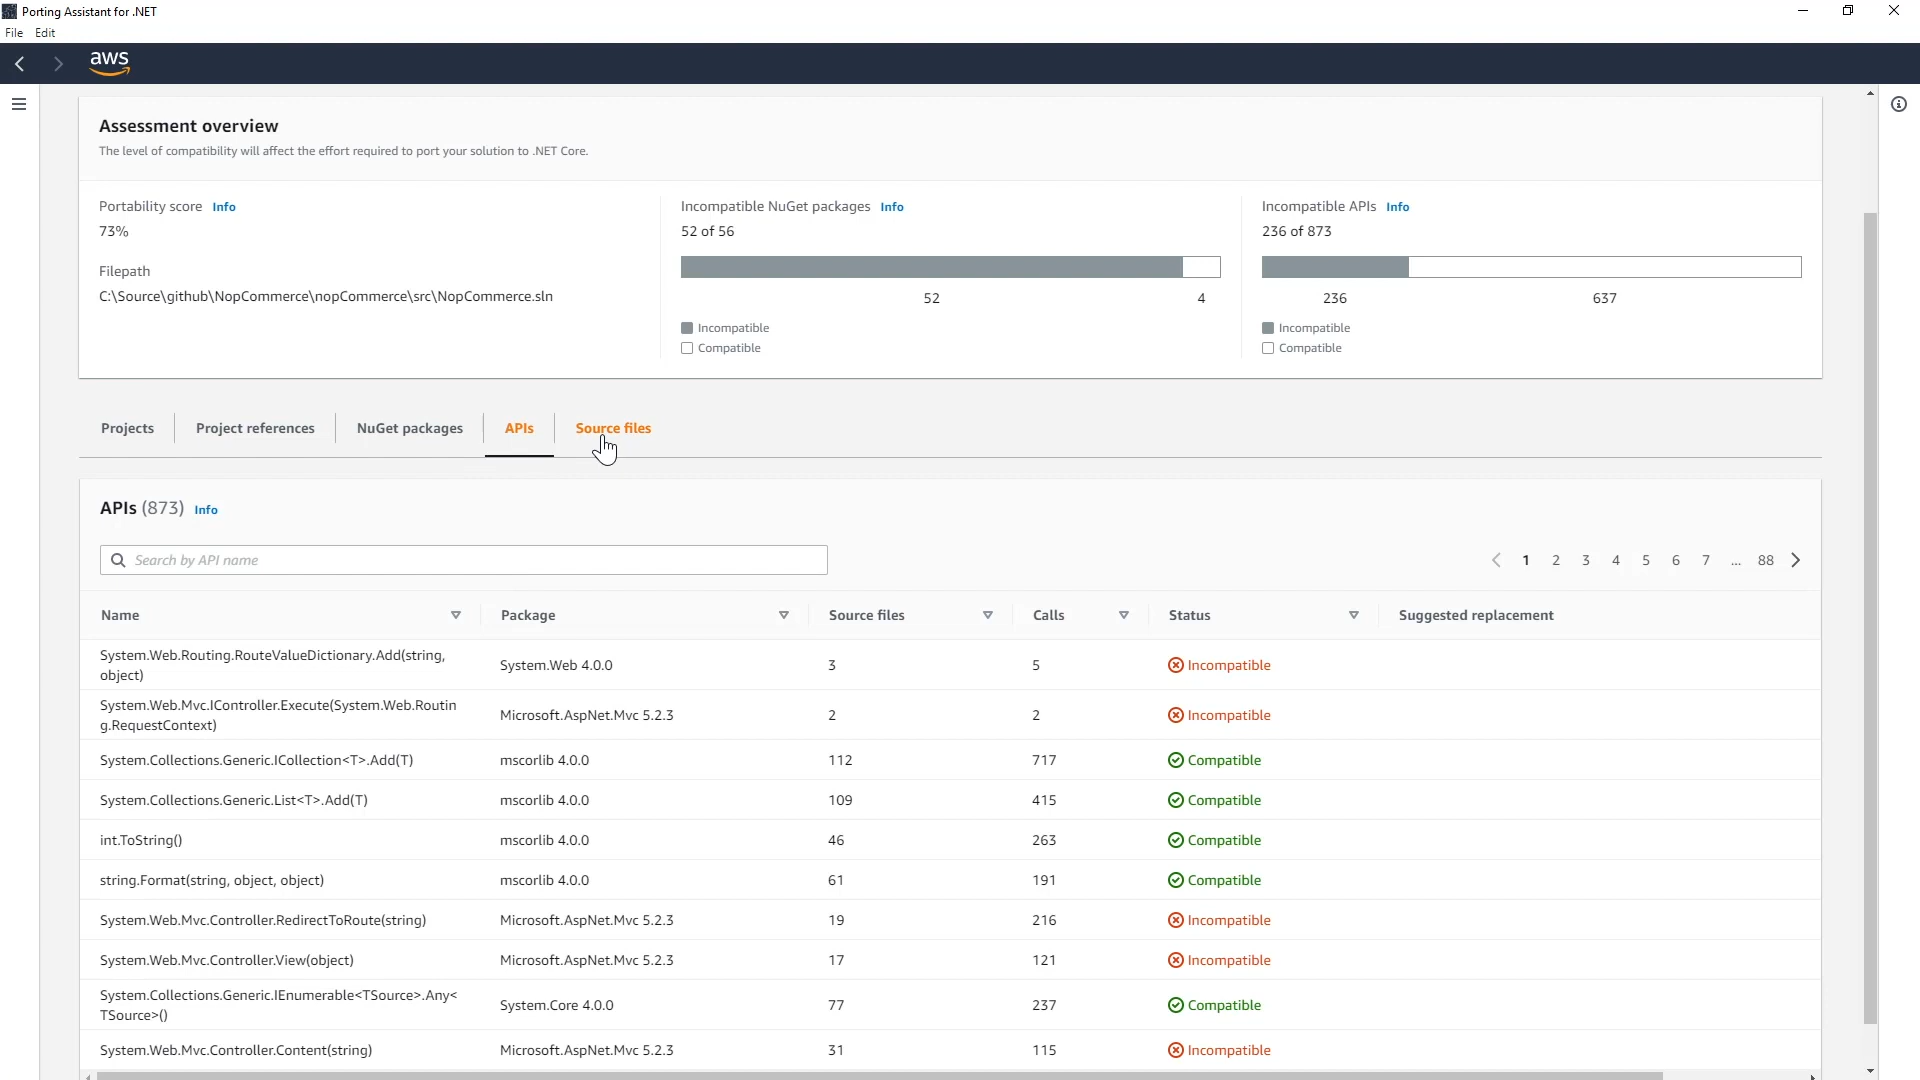 Porting Assistant for .NET
File Edit
aws
Assessment overview
The level of compatibility will affect the effort required to port your solution to .NET Core.
Portability score Info
73%
Filepath
C:\Source\github\NopCommerce\nopCommerce\src\NopCommerce.sln
Incompatible NuGet packages Info
52 of 56
52 4
Incompatible
Compatible
Incompatible APIs Info
236 of 873
236 637
Incompatible
Compatible
Projects Project references NuGet packages APIs Source files
APIs (873) Info
Search by API name
1 2 3 4 5 6 7 ... 88
Name Package Source files Calls Status Suggested replacement
System.Web.Routing.RouteValueDictionary.Add(string,
object) System.Web 4.0.0 3 5 Incompatible
System.Web.Mvc.IController.Execute(System.Web.Routin
g.RequestContext) Microsoft.AspNet.Mvc 5.2.3 2 2 Incompatible
System.Collections.Generic.ICollection<T>.Add(T) mscorlib 4.0.0 112 717 Compatible
System.Collections.Generic.List<T>.Add(T) mscorlib 4.0.0 109 415 Compatible
int.ToString() mscorlib 4.0.0 46 263 Compatible
string.Format(string, object, object) mscorlib 4.0.0 61 191 Compatible
System.Web.Mvc.Controller.RedirectToRoute(string) Microsoft.AspNet.Mvc 5.2.3 19 216 Incompatible
System.Web.Mvc.Controller.View(object) Microsoft.AspNet.Mvc 5.2.3 17 121 Incompatible
System.Collections.Generic.IEnumerable<TSource>.Any<
TSource>() System.Core 4.0.0 77 237 Compatible
System.Web.Mvc.Controller.Content(string) Microsoft.AspNet.Mvc 5.2.3 31 115 Incompatible